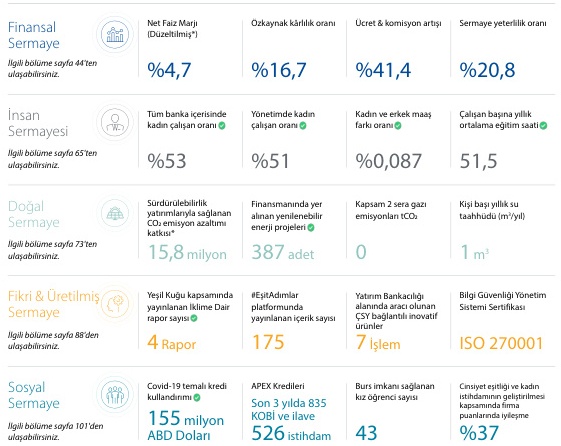 Finansal
Sermaye
İlgili bölüme sayfa 44'ten
ulaşabilirsiniz.
Net Faiz Marjı
(Düzeltilmiş*)
%4,7
Özkaynak kârlılık oranı
%16,7
Ücret & komisyon artışı
%41,4
Sermaye yeterlilik oranı
%20,8
İnsan
Sermayesi
İlgili bölüme sayfa 65'ten
ulaşabilirsiniz.
Tüm banka içerisinde
kadın çalışan oranı
%53
Yönetimde kadın
çalışan oranı
%51
Kadın ve erkek maaş
farkı oranı
%0,087
Çalışan başına yıllık
ortalama eğitim saati
51,5
Doğal
Sermaye
İlgili bölüme sayfa 73'ten
ulaşabilirsiniz.
Sürdürülebilirlik
yatırımlarıyla sağlanan
CO₂ emisyon azaltımı
katkısı*
15,8 milyon
Finansmanında yer
alınan yenilenebilir
enerji projeleri
387 adet
Kapsam 2 sera gazı
emisyonları tCO₂
0
Kişi başı yıllık su
taahhüdü (m³/yıl)
1 m³
Fikri & Üretilmiş
Sermaye
İlgili bölüme sayfa 88'den
ulaşabilirsiniz.
Yeşil Kuğu kapsamında
yayınlanan İklime Dair
rapor sayısı
4 Rapor
#EşitAdımlar
platformunda
yayınlanan içerik sayısı
175
Yatırım Bankacılığı
alanında aracı olunan
ÇSY bağlantılı inovatif
ürünler
7 İşlem
Bilgi Güvenliği Yönetim
Sistemi Sertifikası
ISO 270001
Sosyal
Sermaye
İlgili bölüme sayfa 101'den
ulaşabilirsiniz.
Covid-19 temalı kredi
kullandırımı
155 milyon
ABD Doları
APEX Kredileri
Son 3 yılda 835
KOBİ ve ilave
526 istihdam
Burs imkanı sağlanan
kız öğrenci sayısı
43
Cinsiyet eşitliği ve kadın
istihdamının geliştirilmesi
kapsamında firma
puanlarında iyileşme
%37